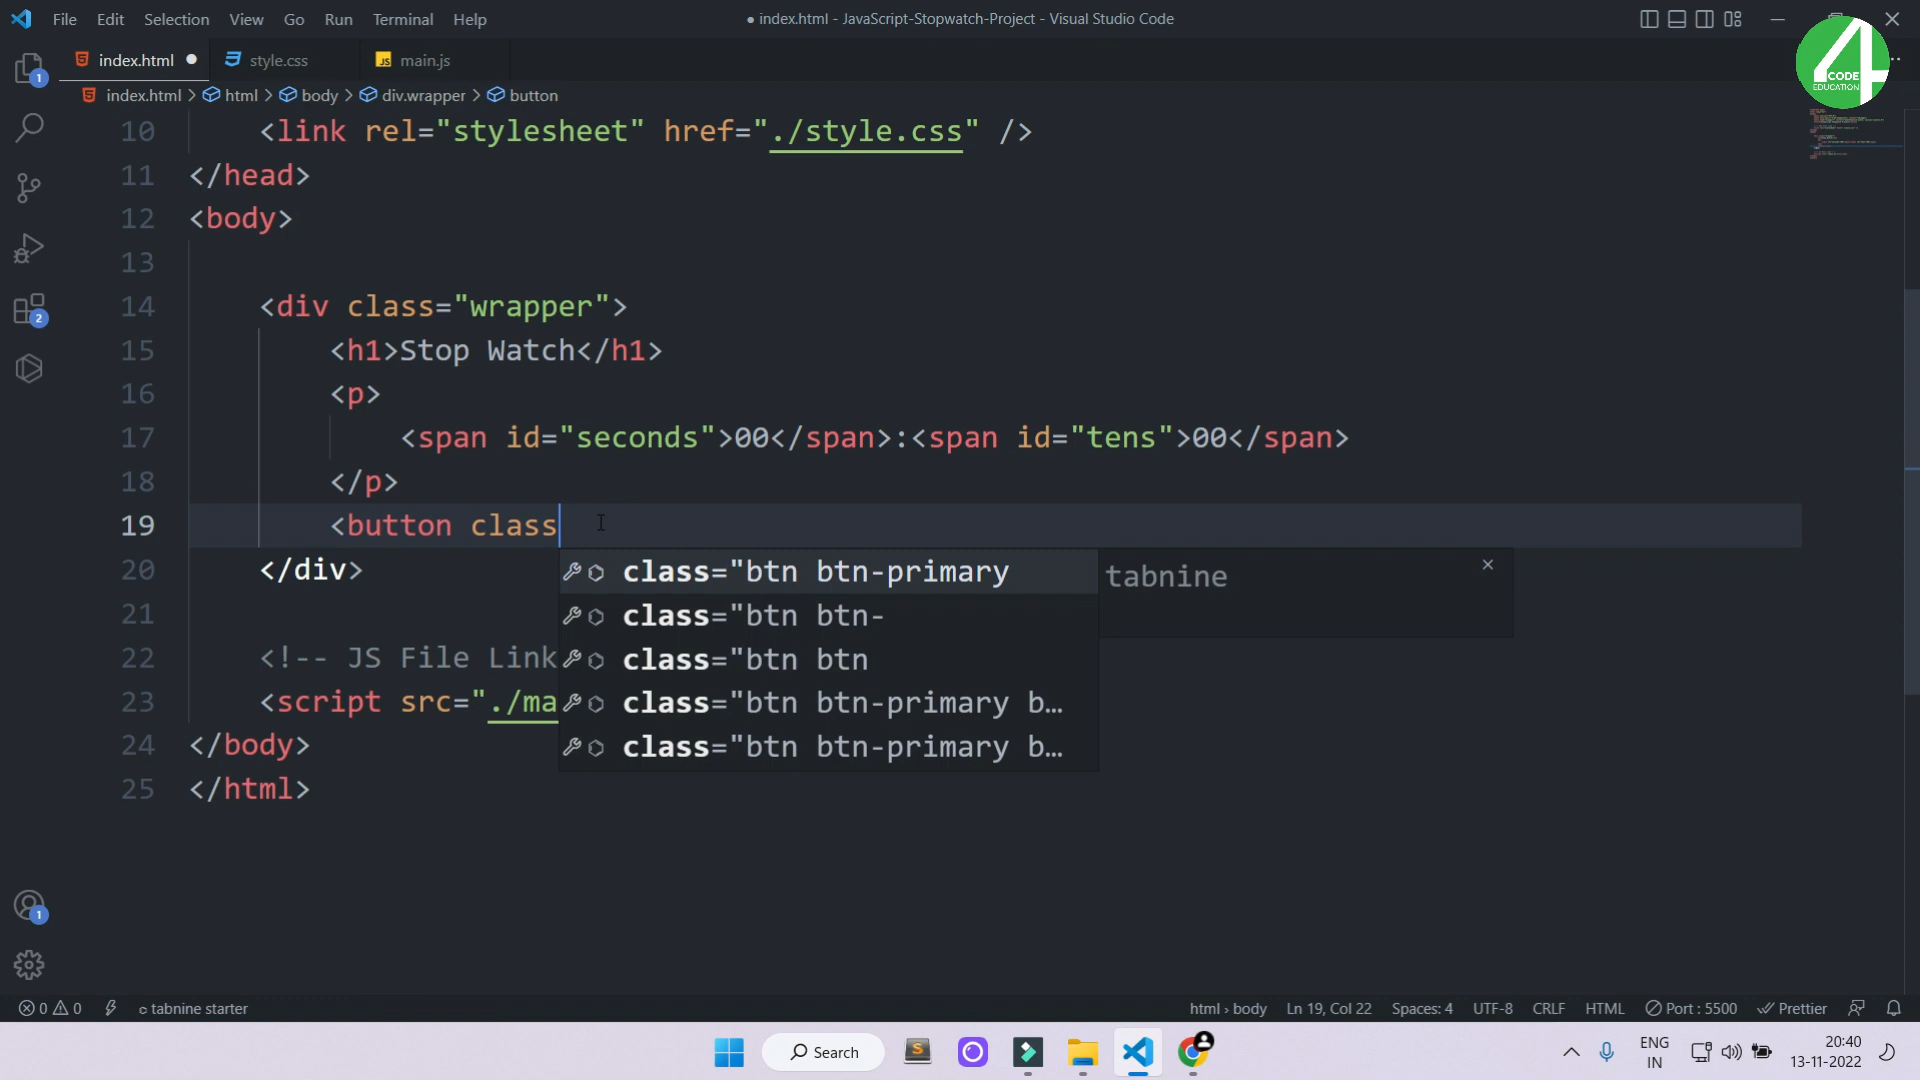 File Edit Selection View Go Run Terminal Help
● index.html - JavaScript-Stopwatch-Project - Visual Studio Code
4
CODE
EDUCATION
index.html ●
style.css
JS main.js
index.html > html > body > div.wrapper > button
10 <link rel="stylesheet" href="./style.css" />
11 </head>
12 <body>
13
14 <div class="wrapper">
15 <h1>Stop Watch</h1>
16 <p>
17 <span id="seconds">00</span>:<span id="tens">00</span>
18 </p>
19 <button class
20 </div>
21
22 <!-- JS File Link
23 <script src="./ma
24 </body>
25 </html>
class="btn btn-primary
class="btn btn-
class="btn btn
class="btn btn-primary b…
class="btn btn-primary b…
tabnine
1
2
1
0 0
tabnine starter
html › body
Ln 19, Col 22
Spaces: 4
UTF-8
CRLF
HTML
Port : 5500
Prettier
Search
S
ENG
IN
20:40
13-11-2022